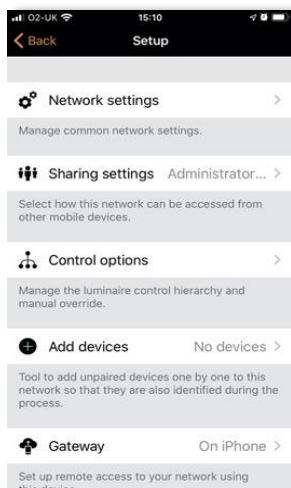 O2-UK 15:10
Back Setup
Network settings
Manage common network settings.
Sharing settings Administrator...
Select how this network can be accessed from
other mobile devices.
Control options
Manage the luminaire control hierarchy and
manual override.
Add devices No devices
Tool to add unpaired devices one by one to this
network so that they are also identified during the
process.
Gateway On iPhone
Set up remote access to your network using
this device